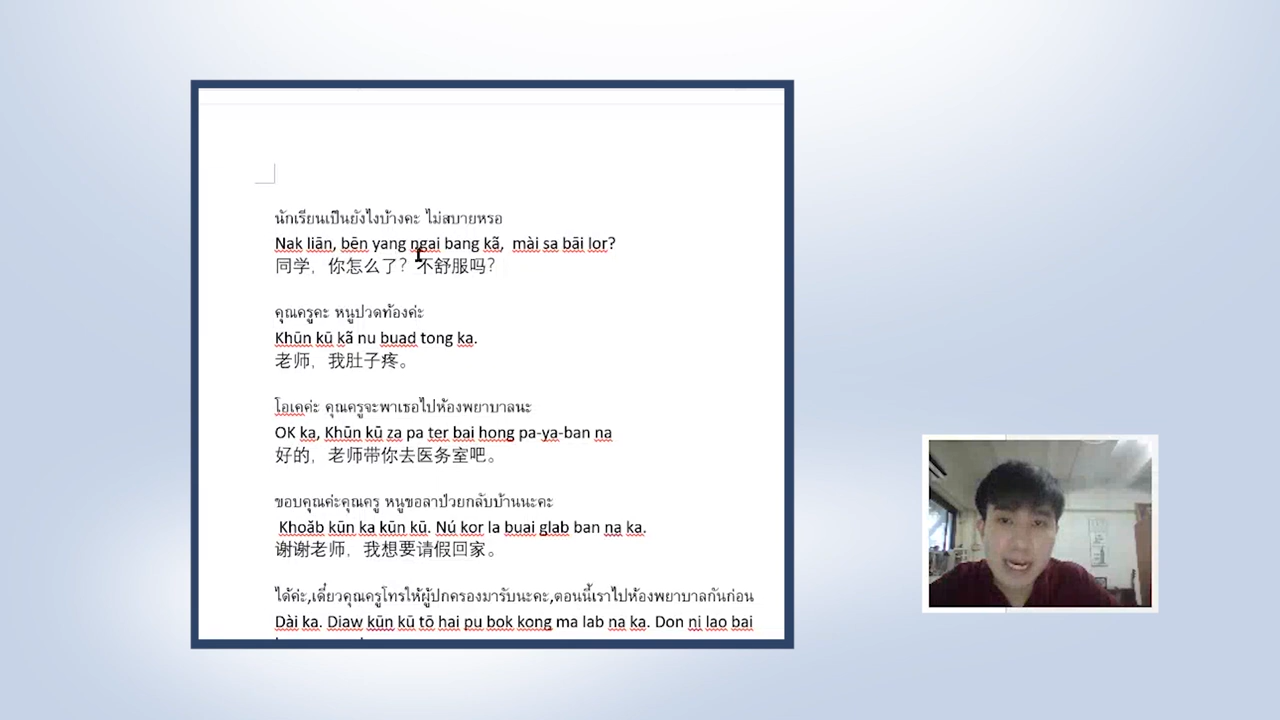 นักเรียนเป็นยังไงบ้างคะ ไม่สบายหรอ
Nak liān, bēn yang ngai bang kã, mài sa bāi lor?
同学，你怎么了？不舒服吗？
คุณครูคะ หนูปวดท้องค่ะ
Khūn kū kã nu buad tong ka.
老师，我肚子疼。
โอเคค่ะ คุณครูจะพาเธอไปห้องพยาบาลนะ
OK ka, Khūn kū za pa ter bai hong pa-ya-ban na
好的，老师带你去医务室吧。
ขอบคุณค่ะคุณครู หนูขอลาป่วยกลับบ้านนะคะ
Khoăb kūn ka kūn kū. Nú kor la buai glab ban na ka.
谢谢老师，我想要请假回家。
ได้ค่ะ,เดี๋ยวคุณครูโทรให้ผู้ปกครองมารับนะคะ,ตอนนี้เราไปห้องพยาบาลกันก่อน
Dài ka. Diaw kūn kū tō hai pu bok kong ma lab na ka. Don ni lao bai